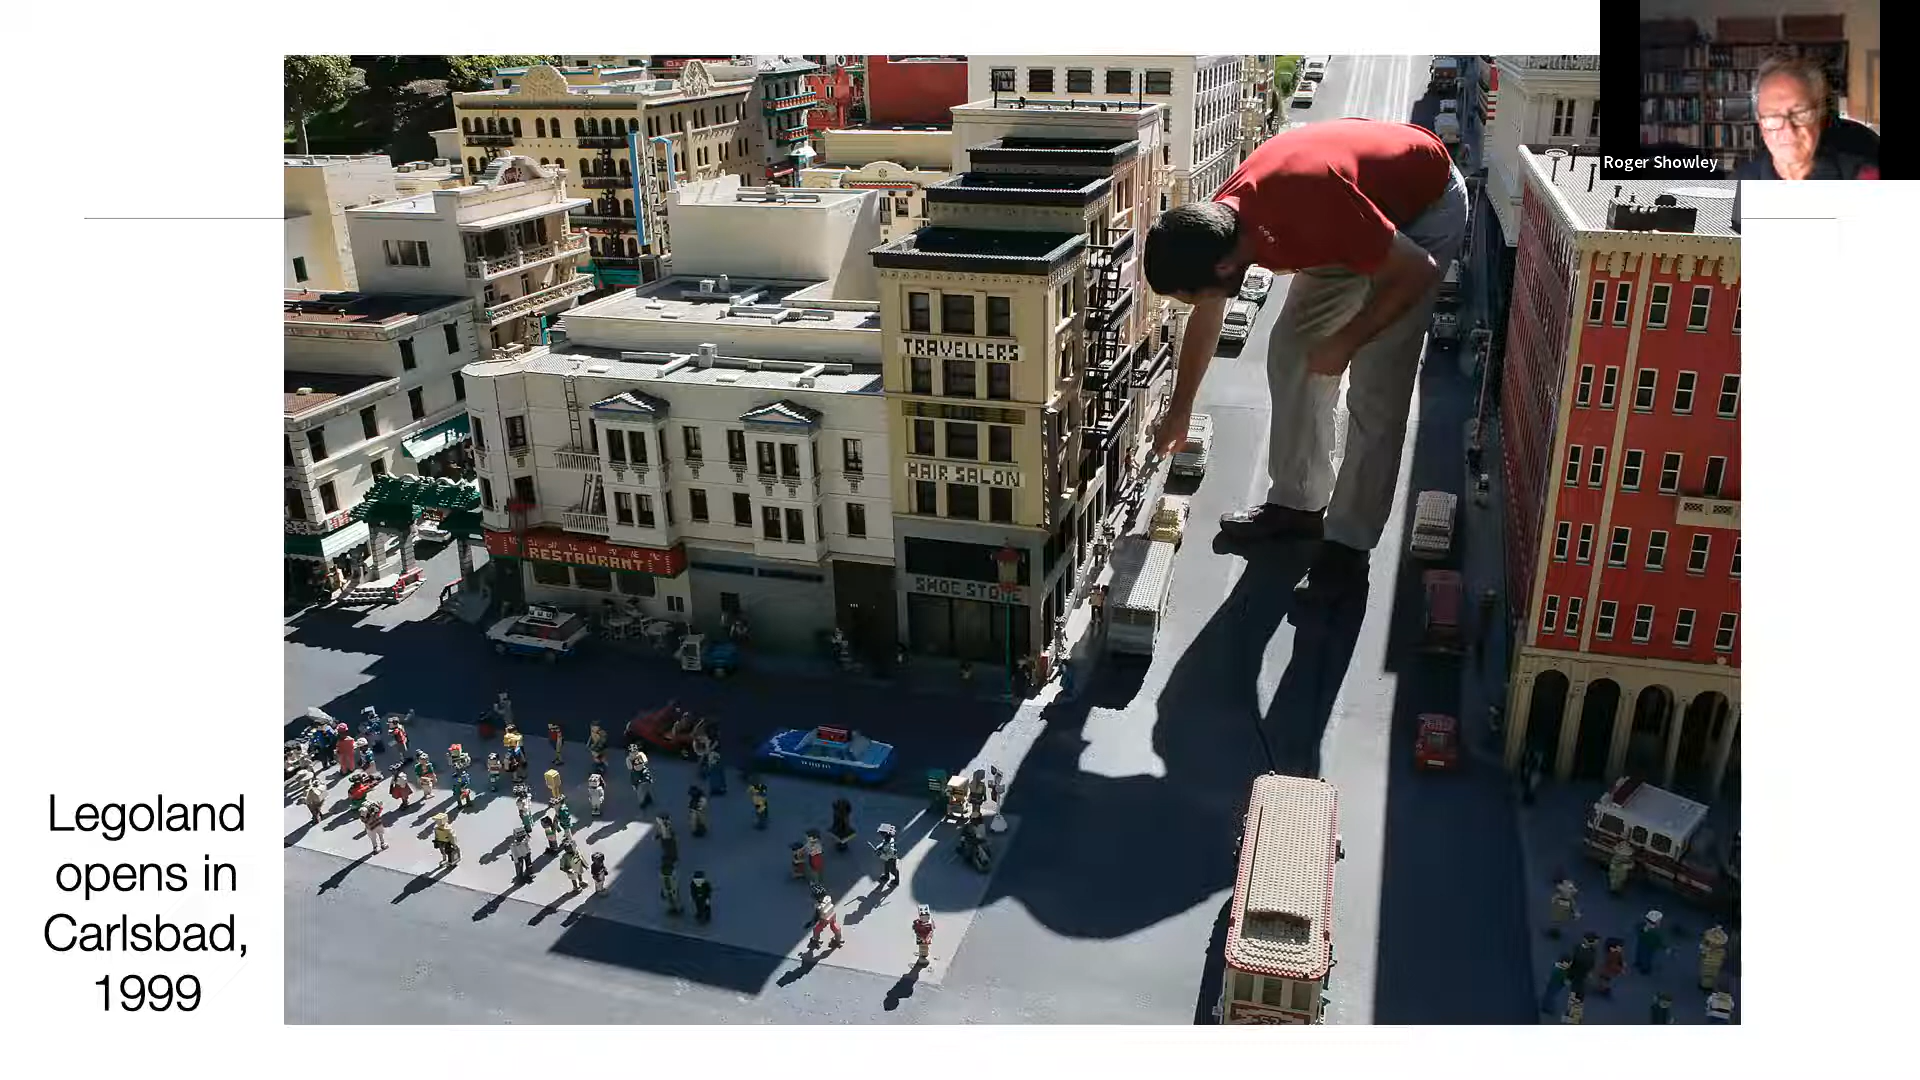 Roger Showley
TRAVELLERS
HAIR SALON
RESTAURANT
SHOE STORE
Legoland
opens in
Carlsbad,
1999